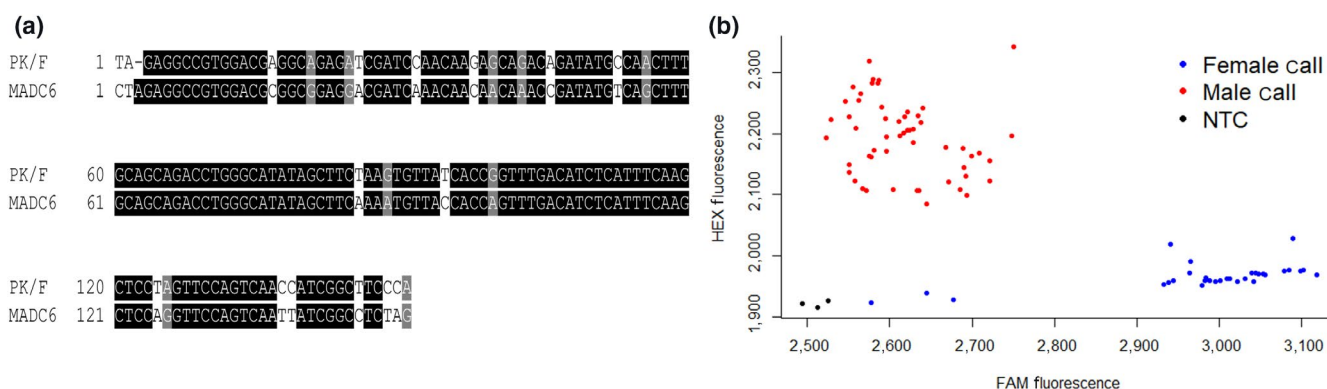 (a)
PK/F 1 TA-GAGGCCGTGGACGAGGCAGAGATCGATCCAACAAGAGCAGACAGATATGCCAACTTT
MADC6 1 CTAGAGGCCGTGGACGCGGCGGAGGACGATCAAACAACAACAAACCGATATGTCAGCTTT
PK/F 60 GCAGCAGACCTGGGCATATAGCTTCTAAGTGTTATCACCGGTTTGACATCTCATTTCAAG
MADC6 61 GCAGCAGACCTGGGCATATAGCTTCAAAATGTTACCACCAGTTTGACATCTCATTTCAAG
PK/F 120 CTCCTAGTTCCAGTCAACCATCGGCTTCCCA
MADC6 121 CTCCAGGTTCCAGTCAATTATCGGCCTCTAG
(b)
HEX fluorescence
2,300
2,200
2,100
2,000
1,900
Female call
Male call
NTC
2,500 2,600 2,700 2,800 2,900 3,000 3,100
FAM fluorescence